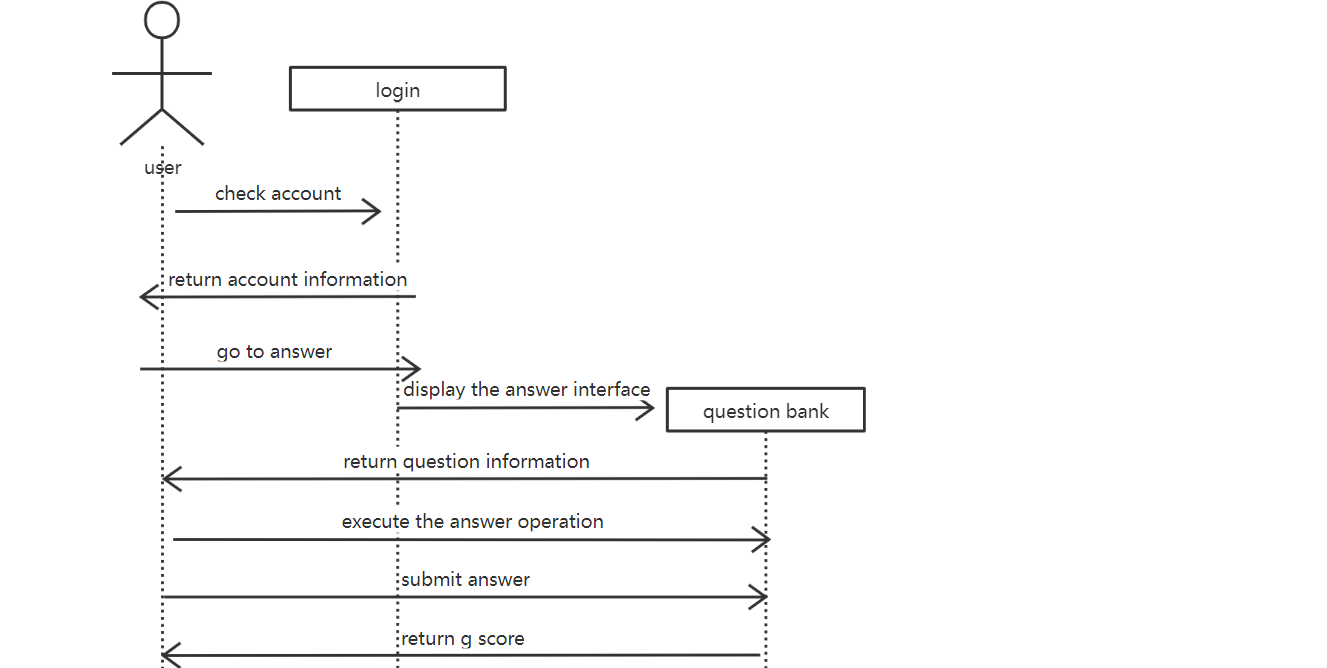 login
user
check account
return account information
go to answer
display the answer interface
question bank
return question information
execute the answer operation
submit answer
return g score